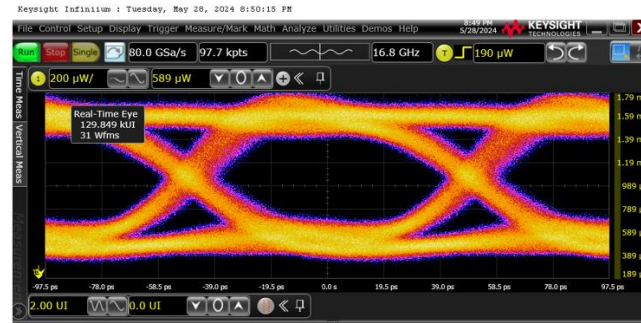 Keysight Infiniium : Tuesday, May 28, 2024 8:50:15 PM
File Control Setup Display Trigger Measure/Mark Math Analyze Utilities Demos Help
8:49 PM
5/28/2024
KEYSIGHT
TECHNOLOGIES
Run Stop Single 80.0 GSa/s 97.7 kpts 16.8 GHz T 190 µW
1 200 µW/ 589 µW
Time Meas
Vertical Meas
Real-Time Eye
129.849 kUI
31 Wfms
1.79 m
1.59 m
1.39 m
1.19 m
989 µ
789 µ
589 µ
389 µ
189 µ
-97.5 ps -78.0 ps -58.5 ps -39.0 ps -19.5 ps 0.0 s 19.5 ps 39.0 ps 58.5 ps 78.0 ps 97.5 ps
2.00 UI 0.0 UI